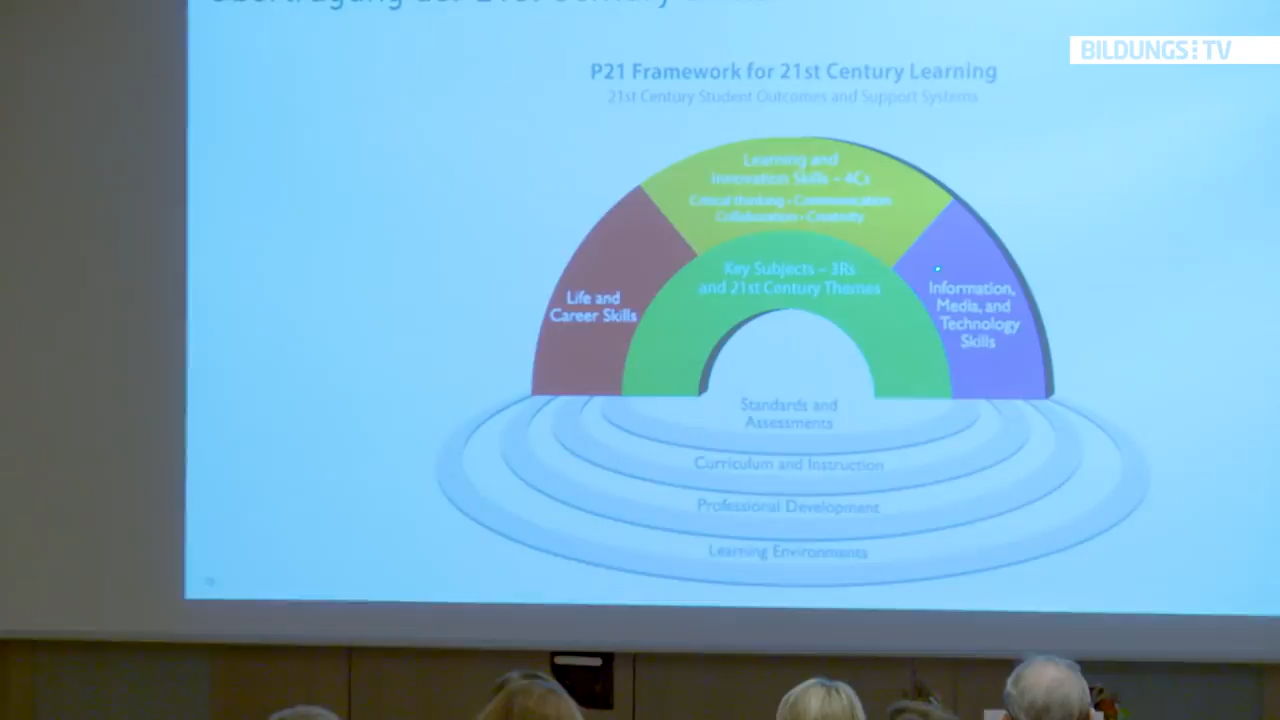 BILDUNGS TV
P21 Framework for 21st Century Learning
21st Century Student Outcomes and Support Systems
Learning and
Innovation Skills – 4Cs
Critical thinking • Communication
Collaboration • Creativity
Key Subjects – 3Rs
and 21st Century Themes
Life and
Career Skills
Information,
Media, and
Technology
Skills
Standards and
Assessments
Curriculum and Instruction
Professional Development
Learning Environments